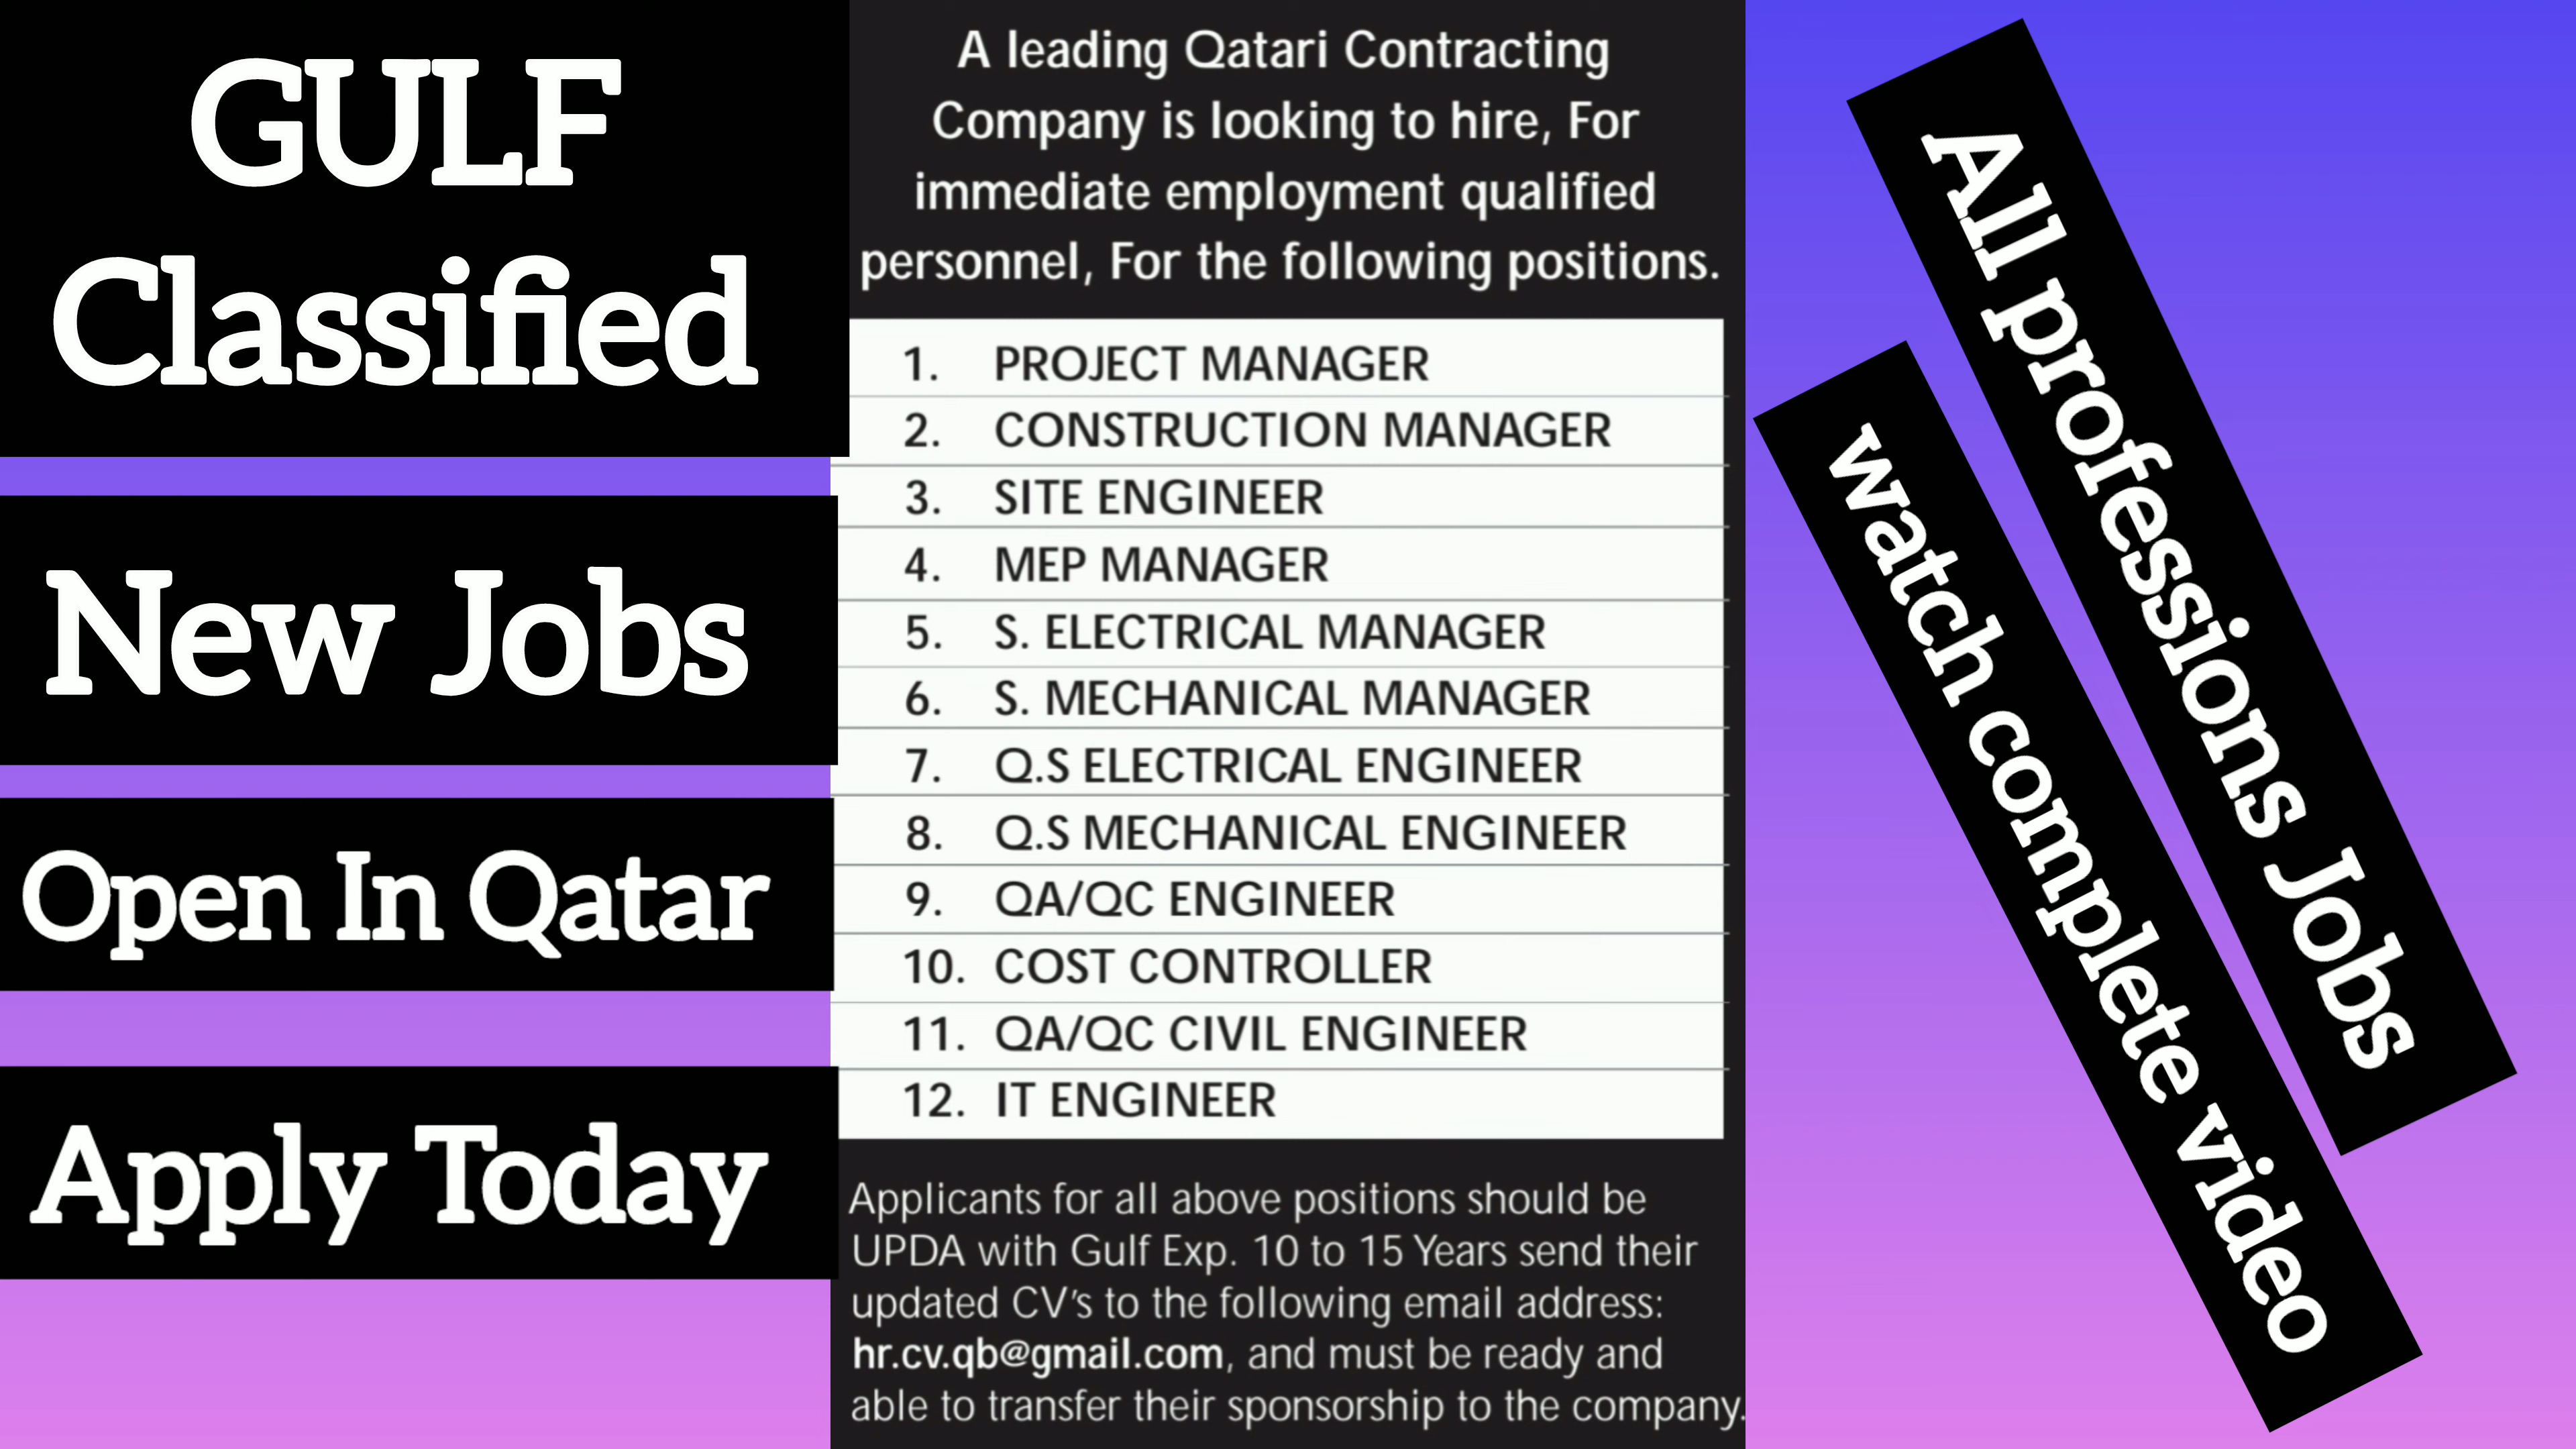 GULF
Classified
New Jobs
Open In Qatar
Apply Today
A leading Qatari Contracting
Company is looking to hire, For
immediate employment qualified
personnel, For the following positions.
1. PROJECT MANAGER
2. CONSTRUCTION MANAGER
3. SITE ENGINEER
4. MEP MANAGER
5. S. ELECTRICAL MANAGER
6. S. MECHANICAL MANAGER
7. Q.S ELECTRICAL ENGINEER
8. Q.S MECHANICAL ENGINEER
9. QA/QC ENGINEER
10. COST CONTROLLER
11. QA/QC CIVIL ENGINEER
12. IT ENGINEER
Applicants for all above positions should be
UPDA with Gulf Exp. 10 to 15 Years send their
updated CV's to the following email address:
hr.cv.qb@gmail.com, and must be ready and
able to transfer their sponsorship to the company.
All professions Jobs
watch complete video